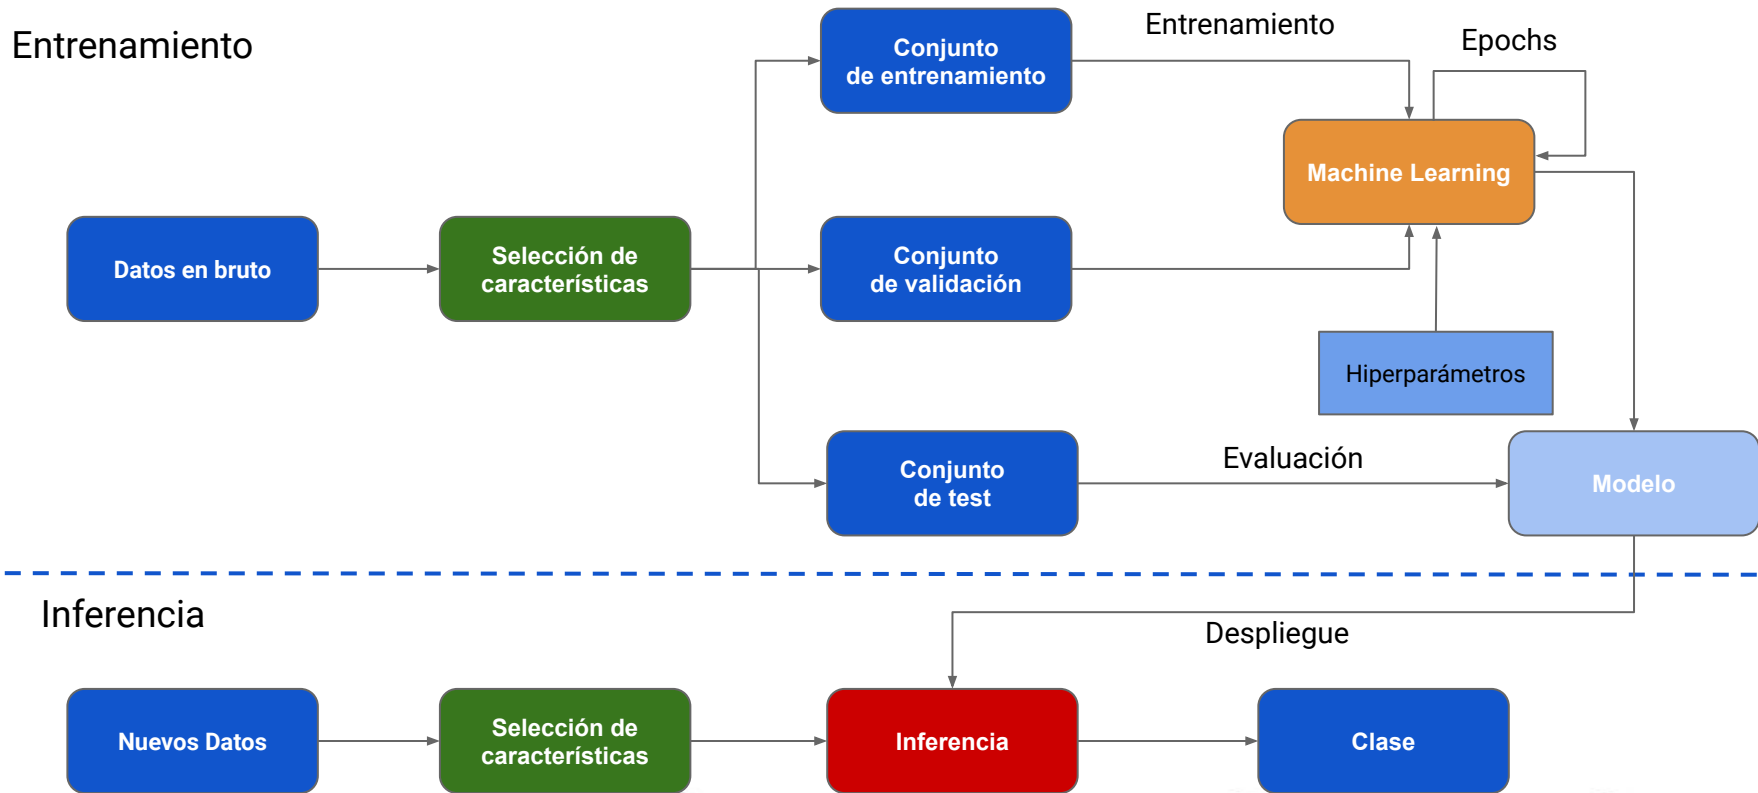 Entrenamiento
Conjunto
de entrenamiento
Entrenamiento
Epochs
Machine Learning
Datos en bruto
Selección de
características
Conjunto
de validación
Hiperparámetros
Conjunto
de test
Evaluación
Modelo
Inferencia
Despliegue
Nuevos Datos
Selección de
características
Inferencia
Clase